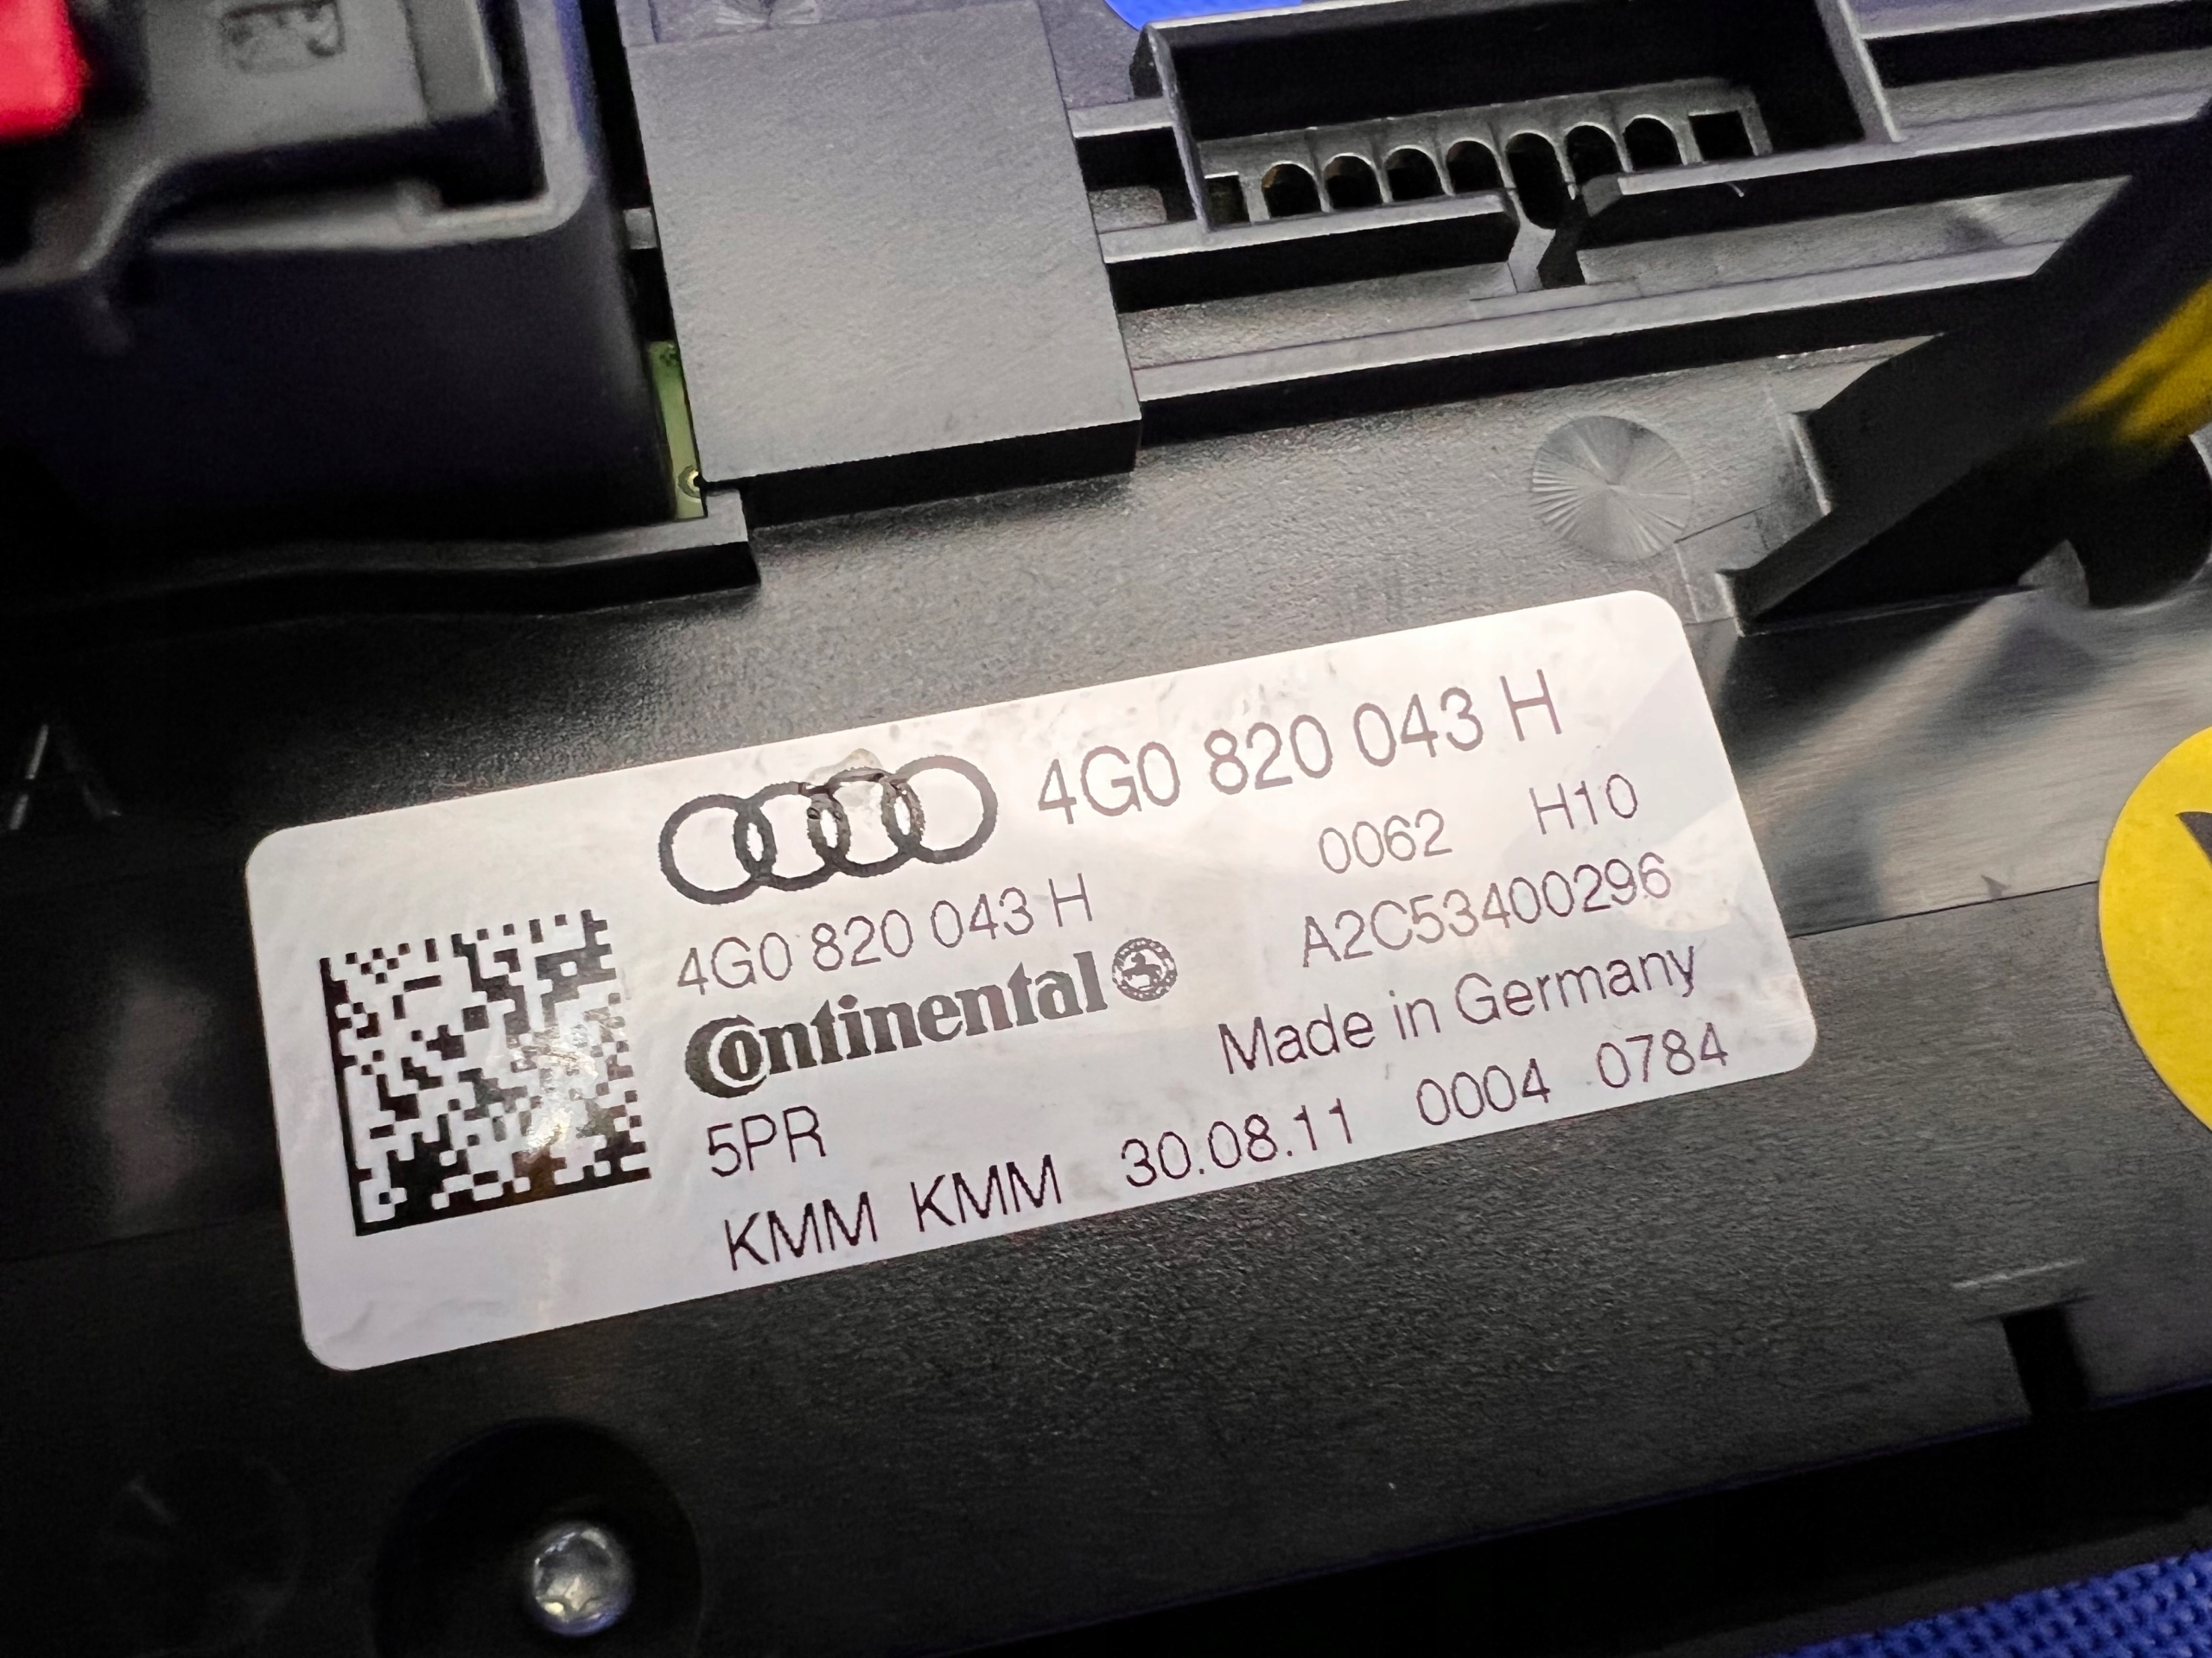 4G0 820 043 H
0062 H10
4G0 820 043 H
A2C53400296
Continental
Made in Germany
5PR
KMM KMM 30.08.11 0004 0784